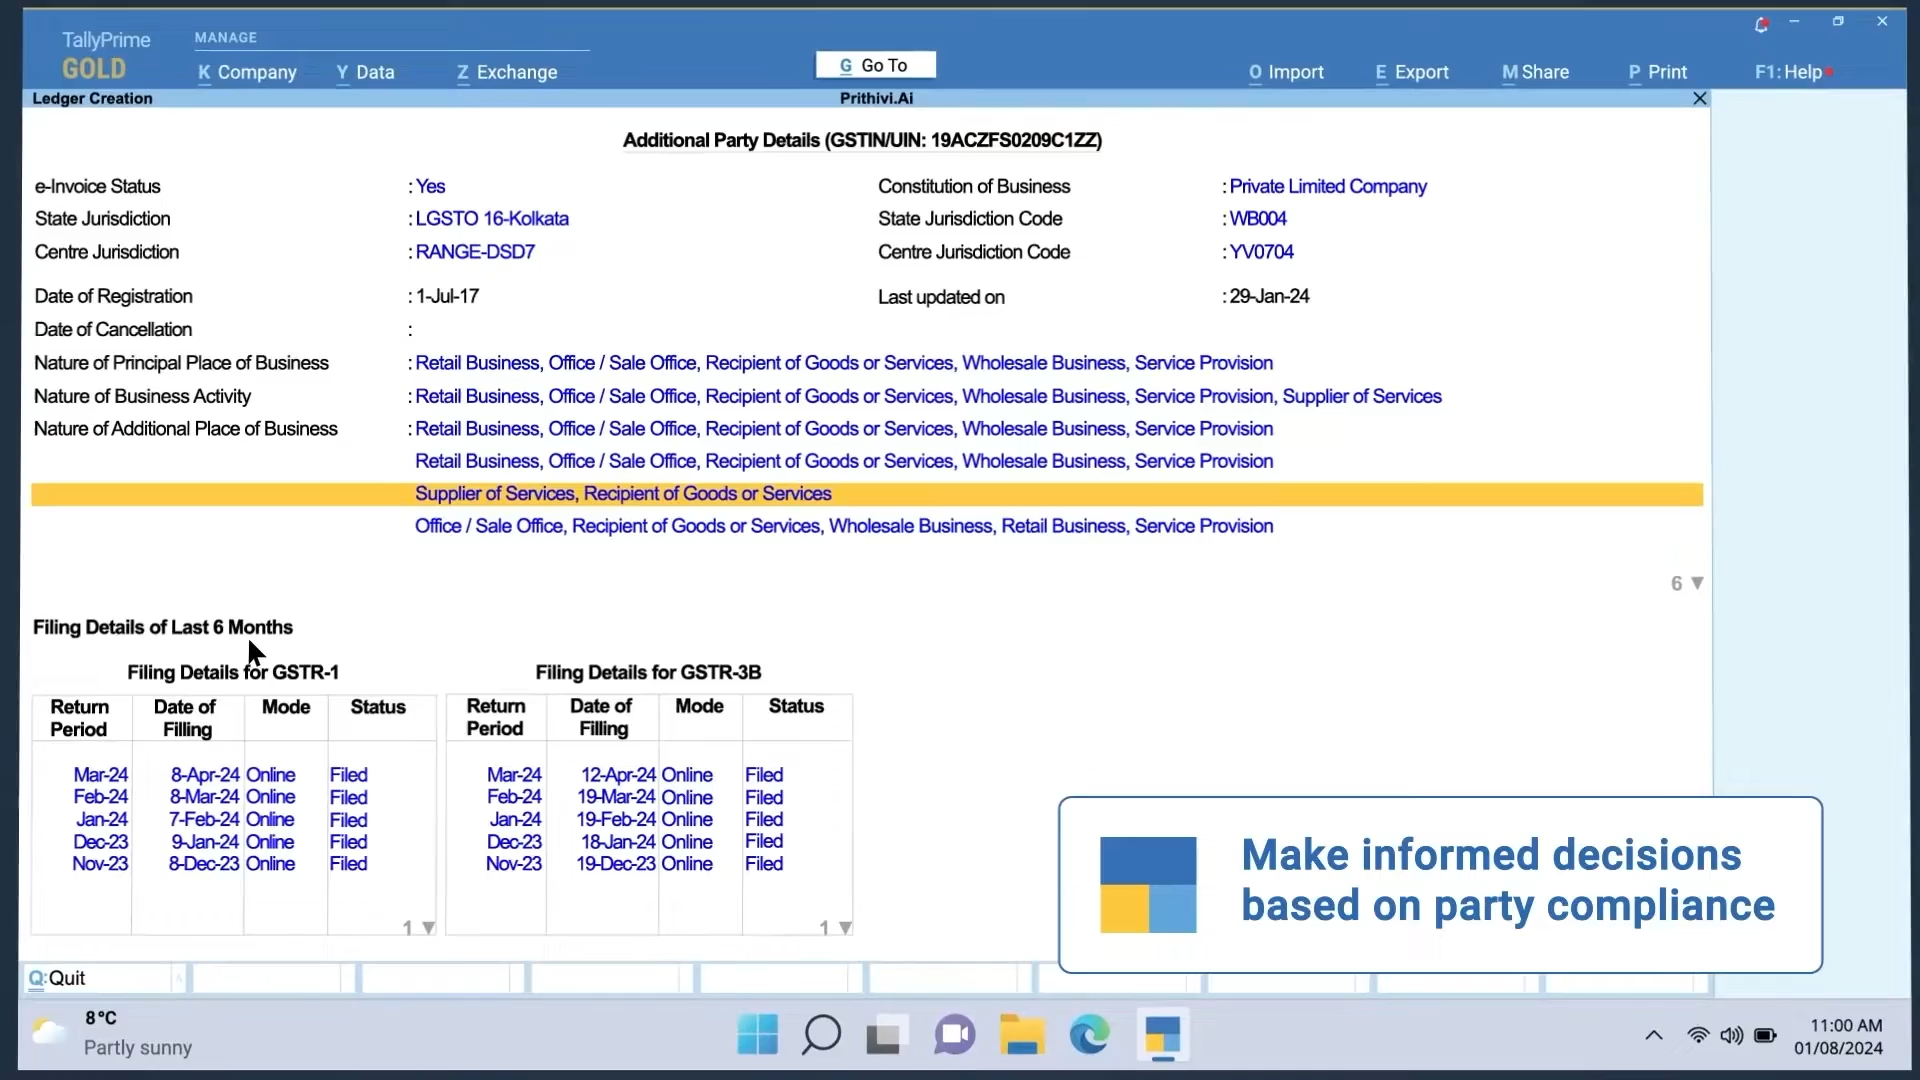 TallyPrime
GOLD
MANAGE
K Company Y Data Z Exchange G Go To O Import E Export M Share P Print F1: Help
Ledger Creation Prithivi.Ai
Additional Party Details (GSTIN/UIN: 19ACZFS0209C1ZZ)
e-Invoice Status : Yes Constitution of Business : Private Limited Company
State Jurisdiction : LGSTO 16-Kolkata State Jurisdiction Code : WB004
Centre Jurisdiction : RANGE-DSD7 Centre Jurisdiction Code : YV0704
Date of Registration : 1-Jul-17 Last updated on : 29-Jan-24
Date of Cancellation :
Nature of Principal Place of Business : Retail Business, Office / Sale Office, Recipient of Goods or Services, Wholesale Business, Service Provision
Nature of Business Activity : Retail Business, Office / Sale Office, Recipient of Goods or Services, Wholesale Business, Service Provision, Supplier of Services
Nature of Additional Place of Business : Retail Business, Office / Sale Office, Recipient of Goods or Services, Wholesale Business, Service Provision
Retail Business, Office / Sale Office, Recipient of Goods or Services, Wholesale Business, Service Provision
Supplier of Services, Recipient of Goods or Services
Office / Sale Office, Recipient of Goods or Services, Wholesale Business, Retail Business, Service Provision
6 ▼
Filing Details of Last 6 Months
Filing Details for GSTR-1 Filing Details for GSTR-3B
Return Date of Mode Status Return Date of Mode Status
Period Filling Period Filling
Mar-24 8-Apr-24 Online Filed Mar-24 12-Apr-24 Online Filed
Feb-24 8-Mar-24 Online Filed Feb-24 19-Mar-24 Online Filed
Jan-24 7-Feb-24 Online Filed Jan-24 19-Feb-24 Online Filed
Dec-23 9-Jan-24 Online Filed Dec-23 18-Jan-24 Online Filed
Nov-23 8-Dec-23 Online Filed Nov-23 19-Dec-23 Online Filed
1 ▼ 1 ▼
Make informed decisions
based on party compliance
Q: Quit
8°C
Partly sunny
11:00 AM
01/08/2024